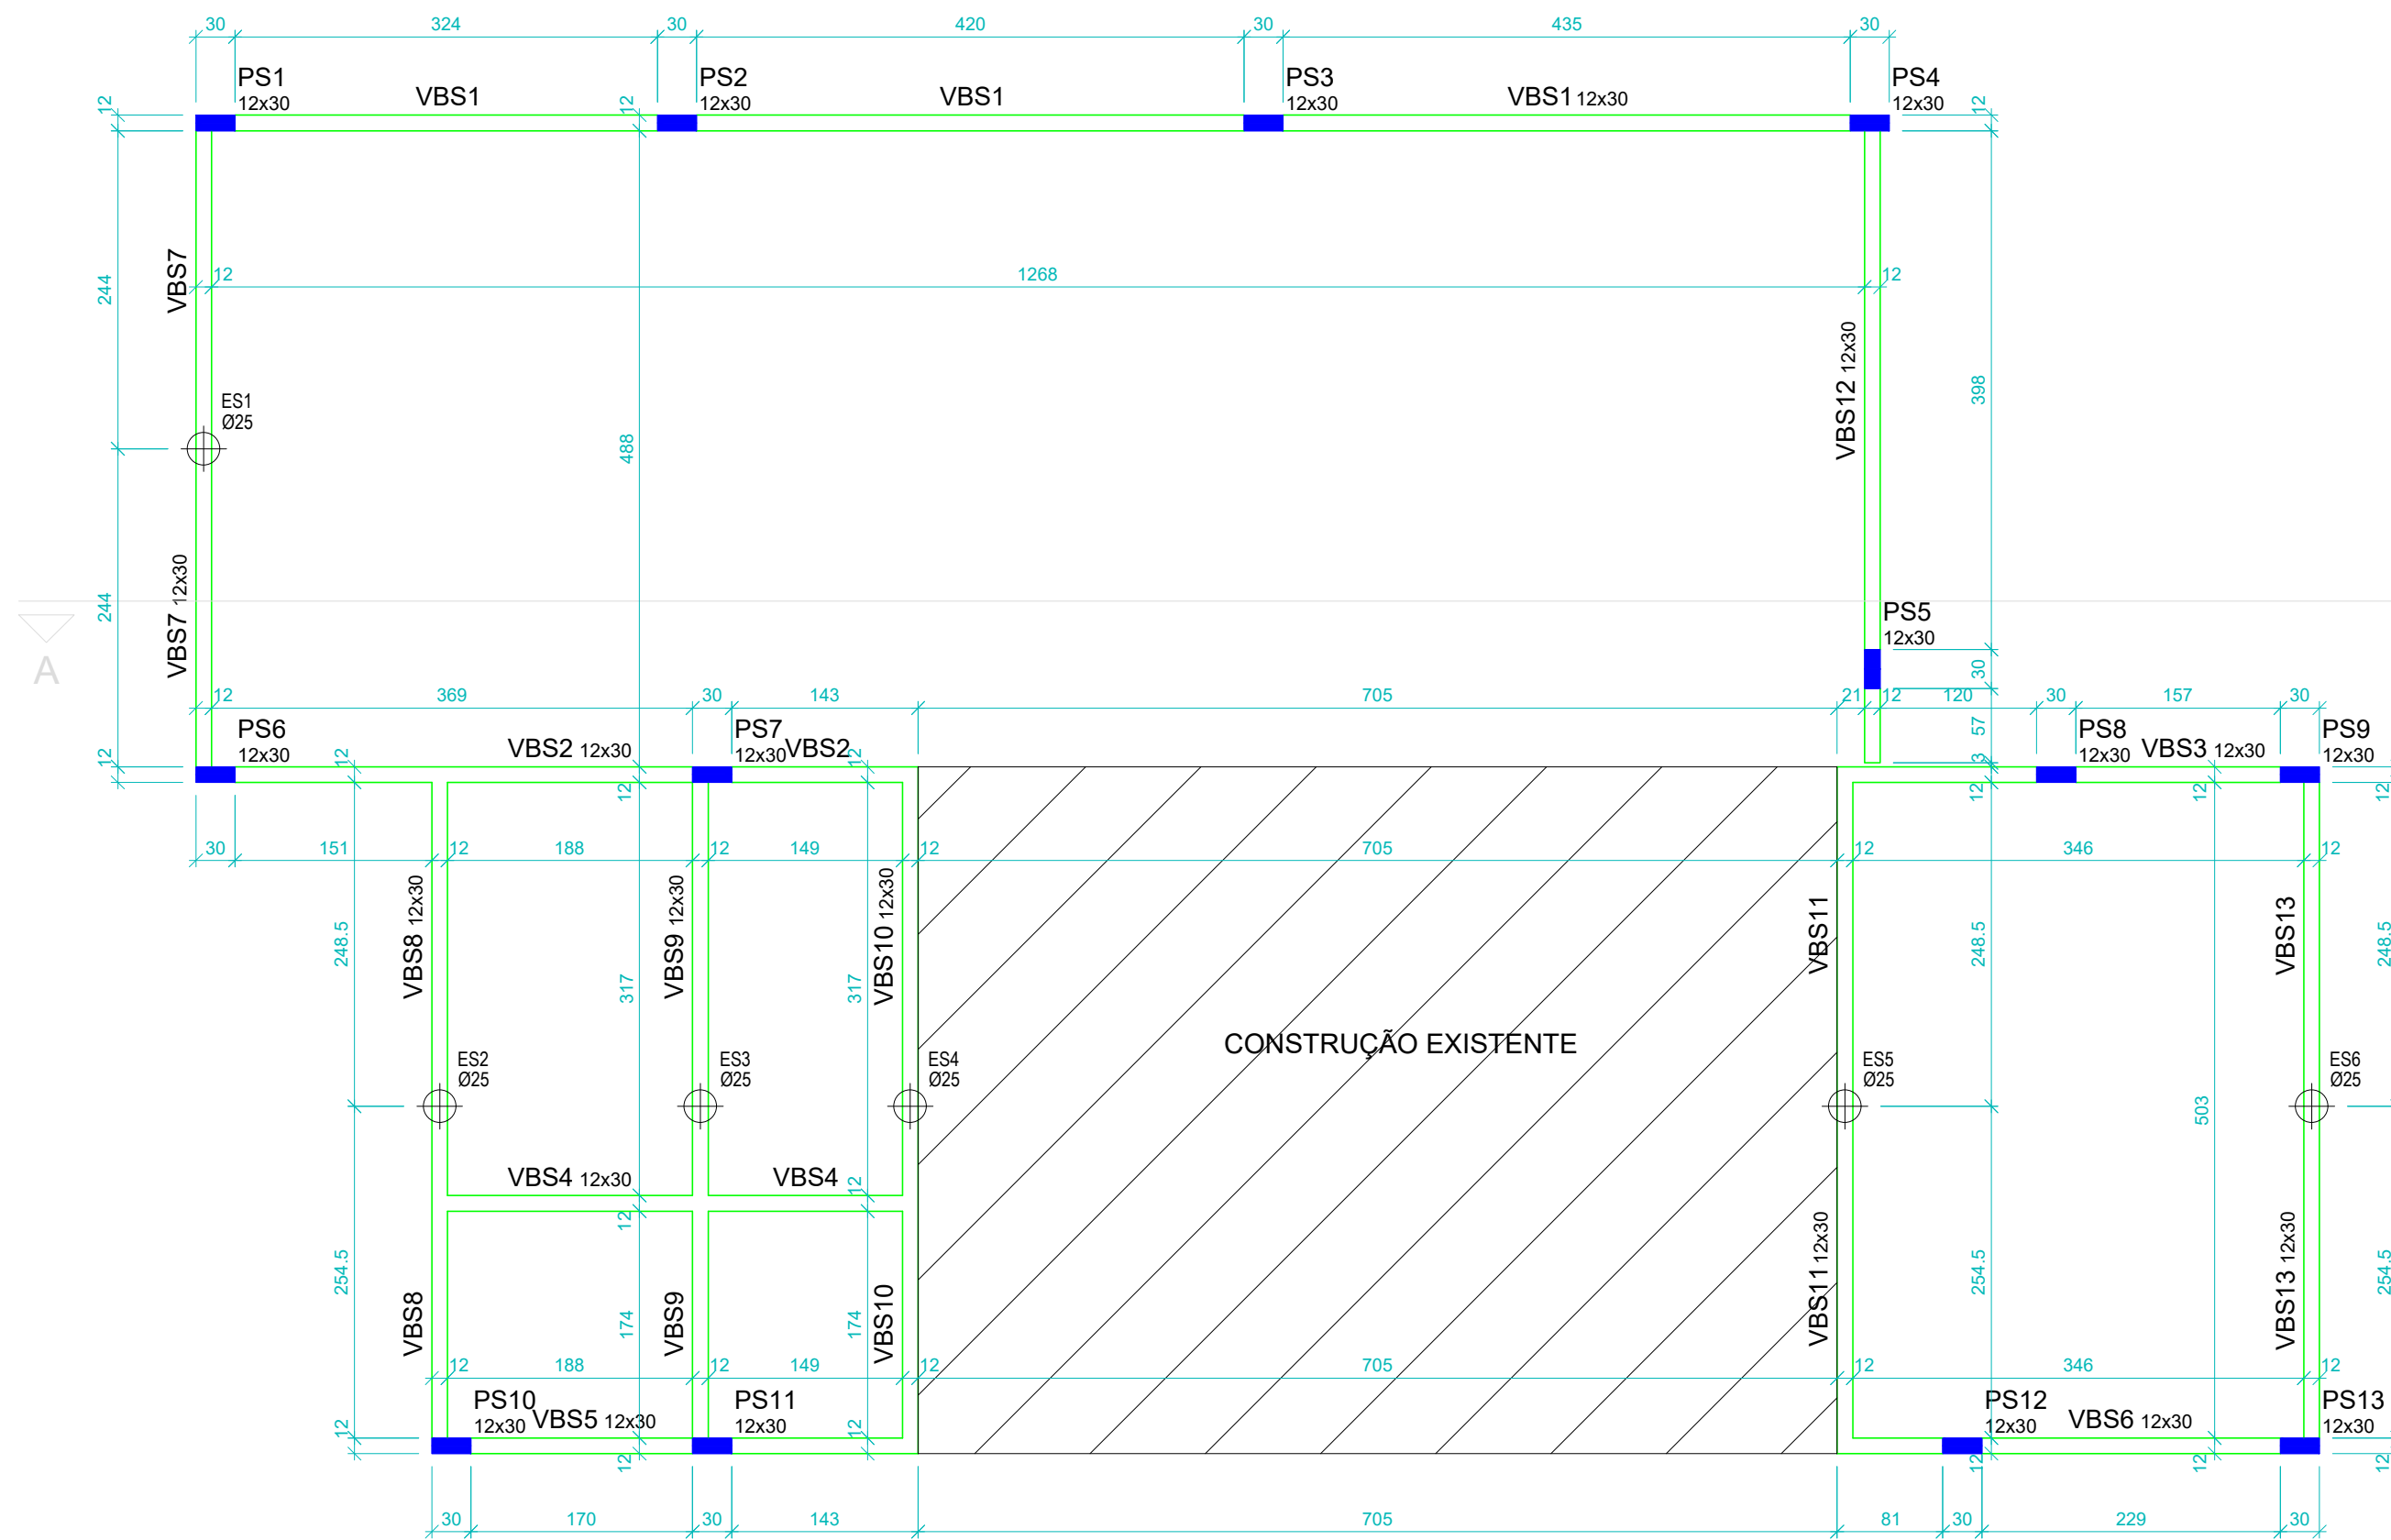 30 324 30 420 30 435 30
PS1
12x30
VBS1
PS2
12x30
VBS1
PS3
12x30
VBS1 12x30
PS4
12x30
12
12
12
VBS7
244
12 1268 12
VBS12 12x30
398
ES1
Ø25
488
244
VBS7 12x30
A
PS5
12x30
30
12 369 30 143 705 21 12 120 30 157 30
57
3
PS6
12x30
VBS2 12x30
PS7
12x30
VBS2
PS8
12x30
VBS3 12x30
PS9
12x30
12
12
12
12
12
12
12
30 151 12 188 12 149 12 705 12 346 12
VBS8 12x30
VBS9 12x30
VBS10 12x30
VBS11
VBS13
248.5
317
317
248.5
248.5
CONSTRUÇÃO EXISTENTE
ES2
Ø25
ES3
Ø25
ES4
Ø25
ES5
Ø25
ES6
Ø25
503
VBS4 12x30
VBS4
12
12
254.5
VBS8
174
VBS9
174
VBS10
VBS11 12x30
254.5
VBS13 12x30
254.5
12 188 12 149 12 705 12 346 12
PS10
12x30
VBS5 12x30
PS11
12x30
PS12
12x30
VBS6 12x30
PS13
12x30
12
12
12
12
12
12
30 170 30 143 705 81 30 229 30